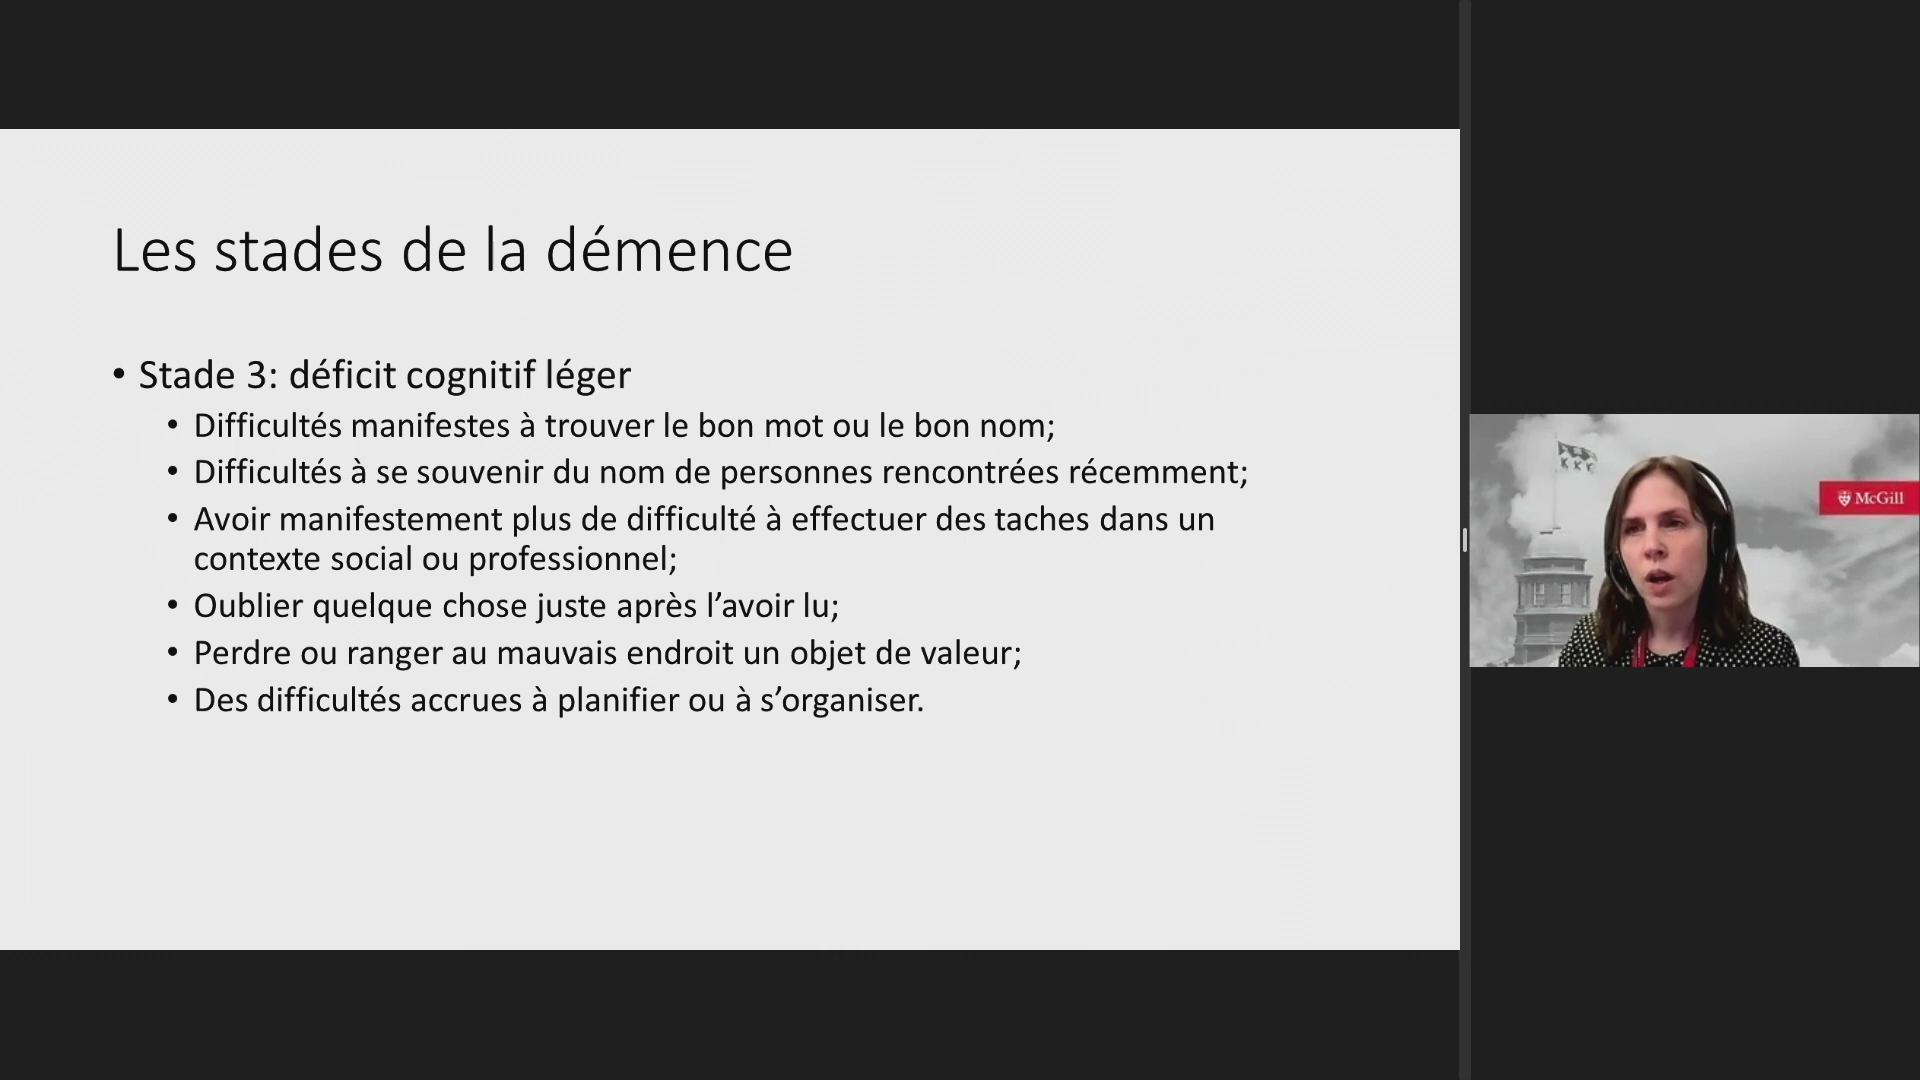 Les stades de la démence
• Stade 3: déficit cognitif léger
• Difficultés manifestes à trouver le bon mot ou le bon nom;
• Difficultés à se souvenir du nom de personnes rencontrées récemment;
• Avoir manifestement plus de difficulté à effectuer des taches dans un
contexte social ou professionnel;
• Oublier quelque chose juste après l’avoir lu;
• Perdre ou ranger au mauvais endroit un objet de valeur;
• Des difficultés accrues à planifier ou à s’organiser.
McGill